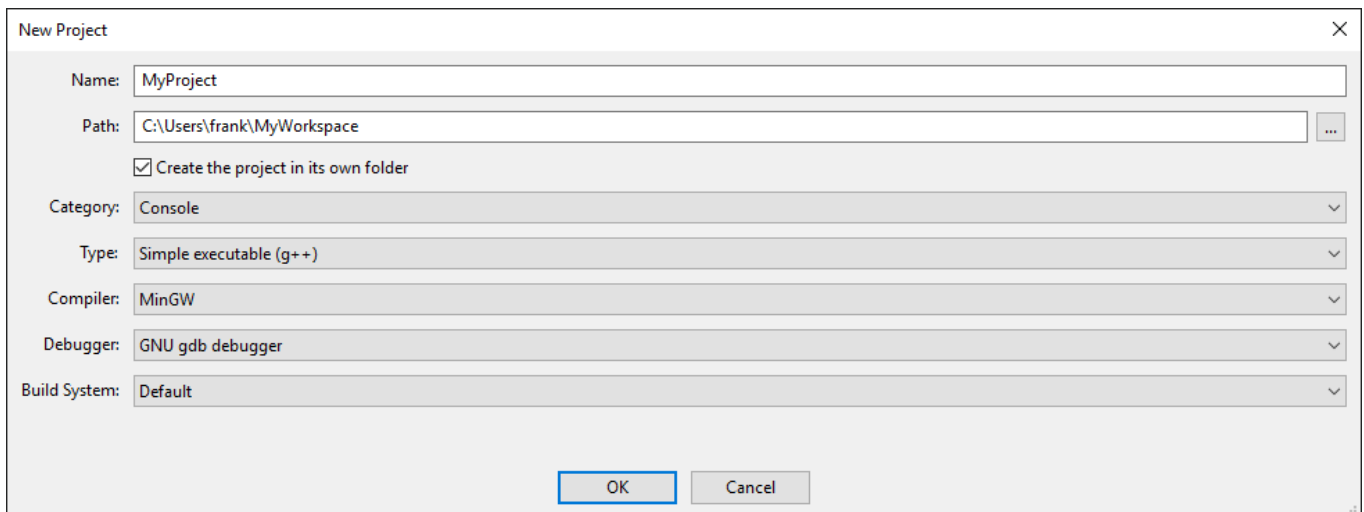 New Project
Name: MyProject
Path: C:\Users\frank\MyWorkspace ...
Create the project in its own folder
Category: Console
Type: Simple executable (g++)
Compiler: MinGW
Debugger: GNU gdb debugger
Build System: Default
OK Cancel